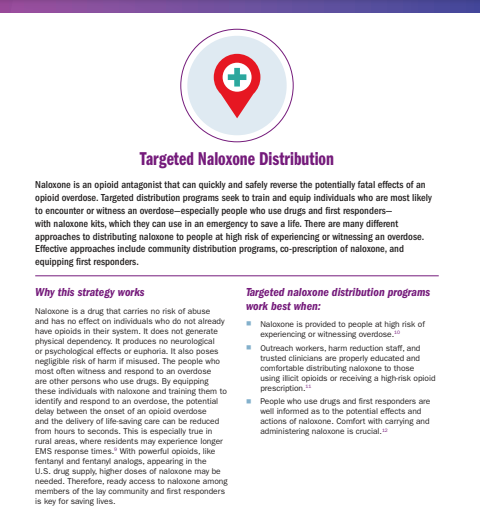 Targeted Naloxone Distribution
Naloxone is an opioid antagonist that can quickly and safely reverse the potentially fatal effects of an
opioid overdose. Targeted distribution programs seek to train and equip individuals who are most likely
to encounter or witness an overdose—especially people who use drugs and first responders—
with naloxone kits, which they can use in an emergency to save a life. There are many different
approaches to distributing naloxone to people at high risk of experiencing or witnessing an overdose.
Effective approaches include community distribution programs, co-prescription of naloxone, and
equipping first responders.
Why this strategy works
Naloxone is a drug that carries no risk of abuse
and has no effect on individuals who do not already
have opioids in their system. It does not generate
physical dependency. It produces no neurological
or psychological effects or euphoria. It also poses
negligible risk of harm if misused. The people who
most often witness and respond to an overdose
are other persons who use drugs. By equipping
these individuals with naloxone and training them to
identify and respond to an overdose, the potential
delay between the onset of an opioid overdose
and the delivery of life-saving care can be reduced
from hours to seconds. This is especially true in
rural areas, where residents may experience longer
EMS response times.⁹ With powerful opioids, like
fentanyl and fentanyl analogs, appearing in the
U.S. drug supply, higher doses of naloxone may be
needed. Therefore, ready access to naloxone among
members of the lay community and first responders
is key for saving lives.
Targeted naloxone distribution programs
work best when:
Naloxone is provided to people at high risk of
experiencing or witnessing overdose.¹⁰
Outreach workers, harm reduction staff, and
trusted clinicians are properly educated and
comfortable distributing naloxone to those
using illicit opioids or receiving a high-risk opioid
prescription.¹¹
People who use drugs and first responders are
well informed as to the potential effects and
actions of naloxone. Comfort with carrying and
administering naloxone is crucial.¹²